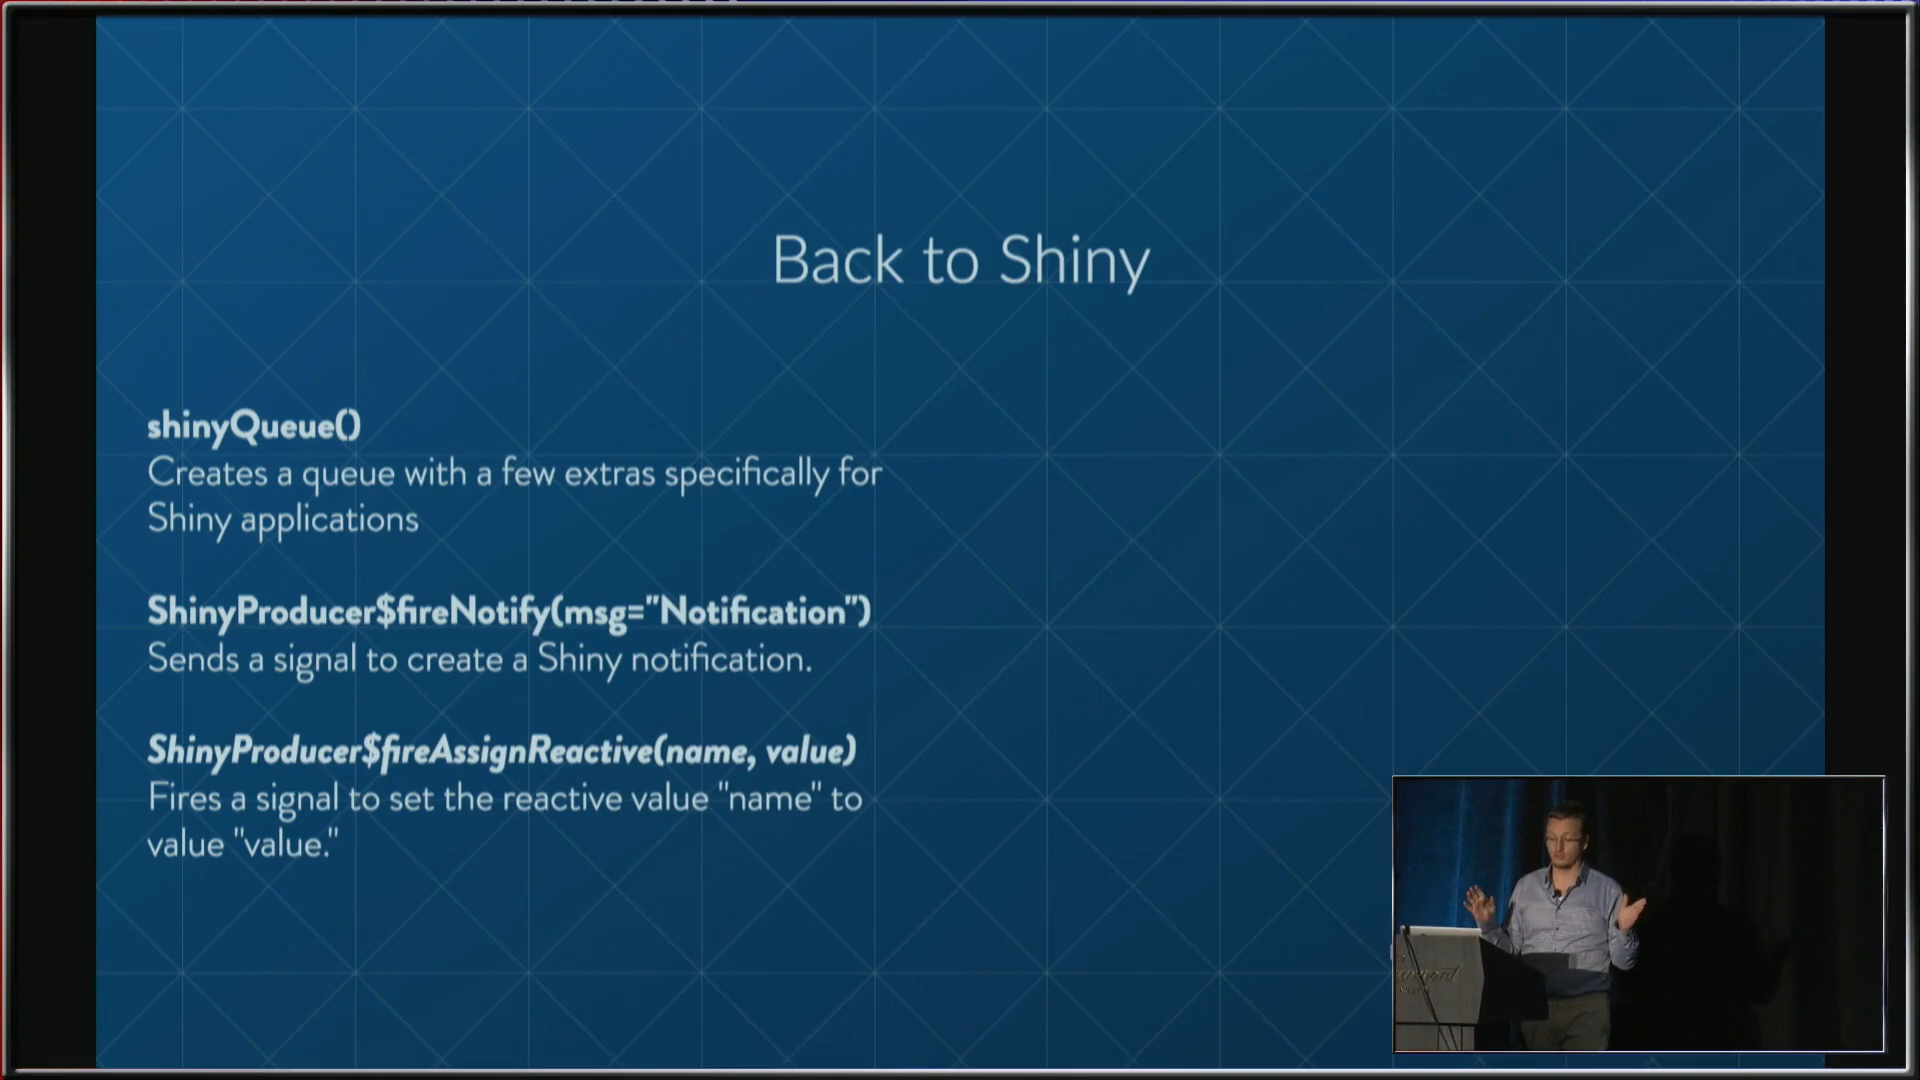 Back to Shiny
shinyQueue()
Creates a queue with a few extras specifically for
Shiny applications
ShinyProducer$fireNotify(msg="Notification")
Sends a signal to create a Shiny notification.
ShinyProducer$fireAssignReactive(name, value)
Fires a signal to set the reactive value "name" to
value "value."